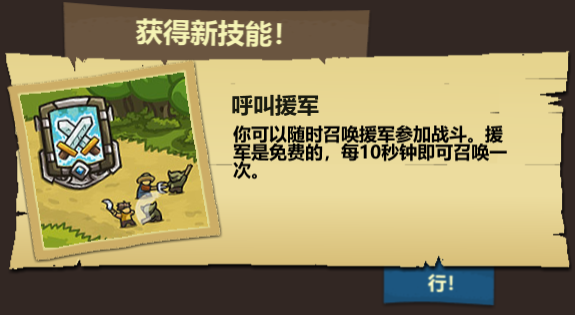 获得新技能!
呼叫援军
你可以随时召唤援军参加战斗。援
军是免费的，每10秒钟即可召唤一
次。
行!